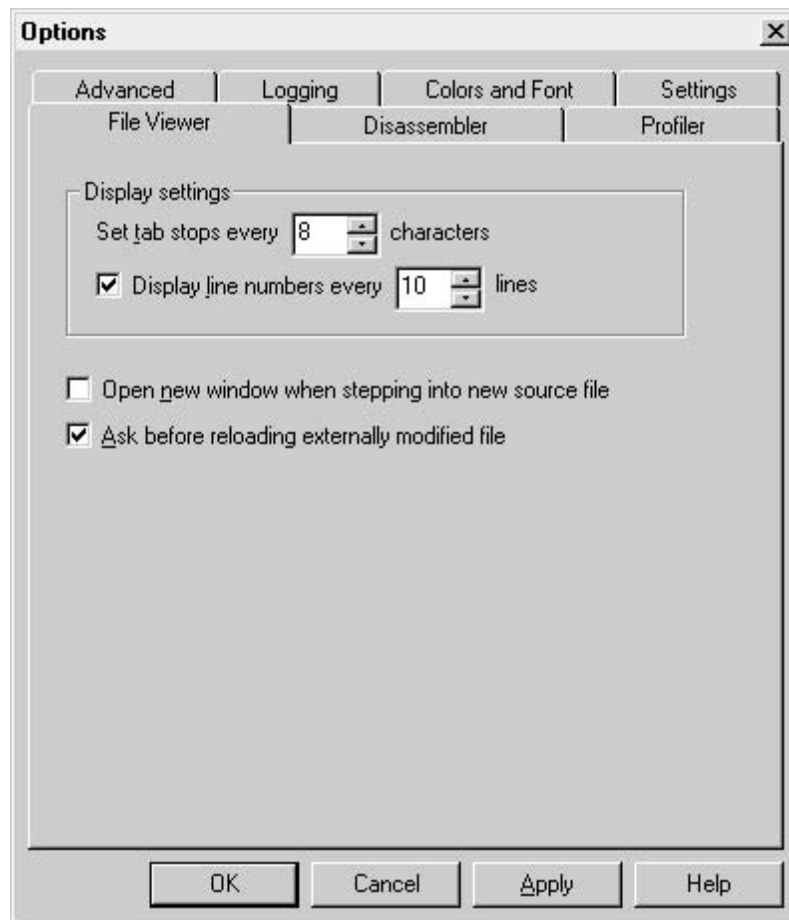 Options
Advanced Logging Colors and Font Settings
File Viewer Disassembler Profiler
Display settings
Set tab stops every 8 characters
Display line numbers every 10 lines
Open new window when stepping into new source file
Ask before reloading externally modified file
OK Cancel Apply Help